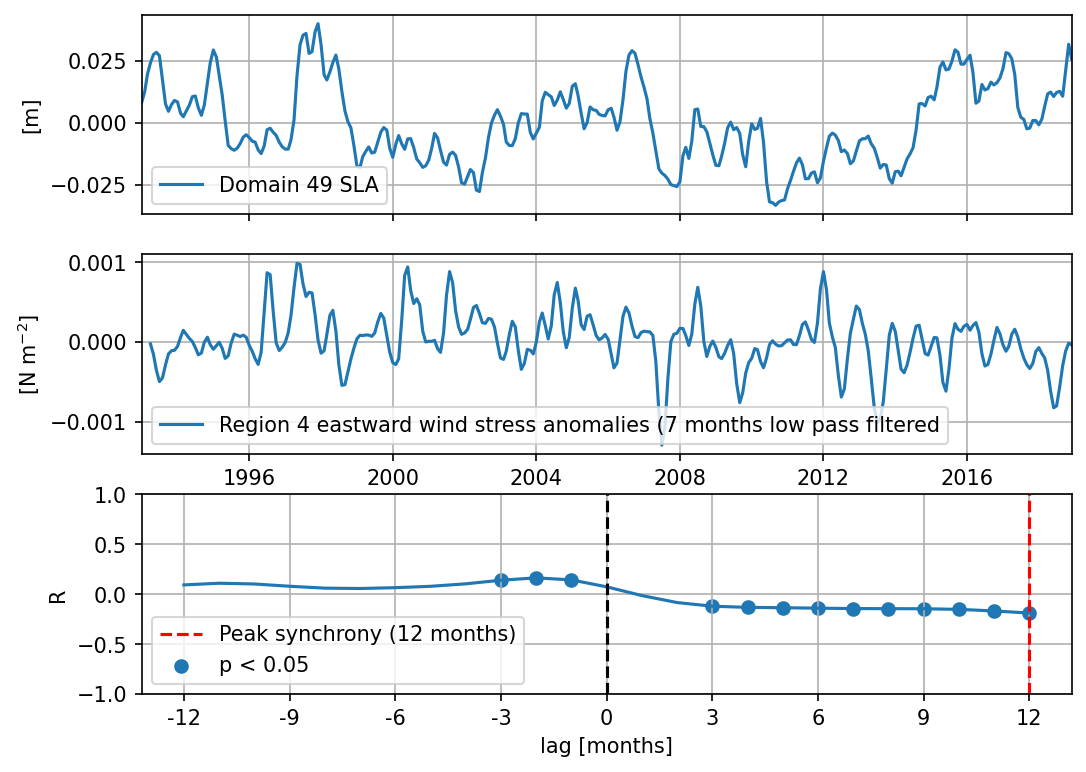 0.025
0.000
−0.025
[m]
Domain 49 SLA
0.001
0.000
−0.001
[N m⁻²]
Region 4 eastward wind stress anomalies (7 months low pass filtered
1996 2000 2004 2008 2012 2016
1.0
0.5
0.0
−0.5
−1.0
R
Peak synchrony (12 months)
p < 0.05
-12 -9 -6 -3 0 3 6 9 12
lag [months]